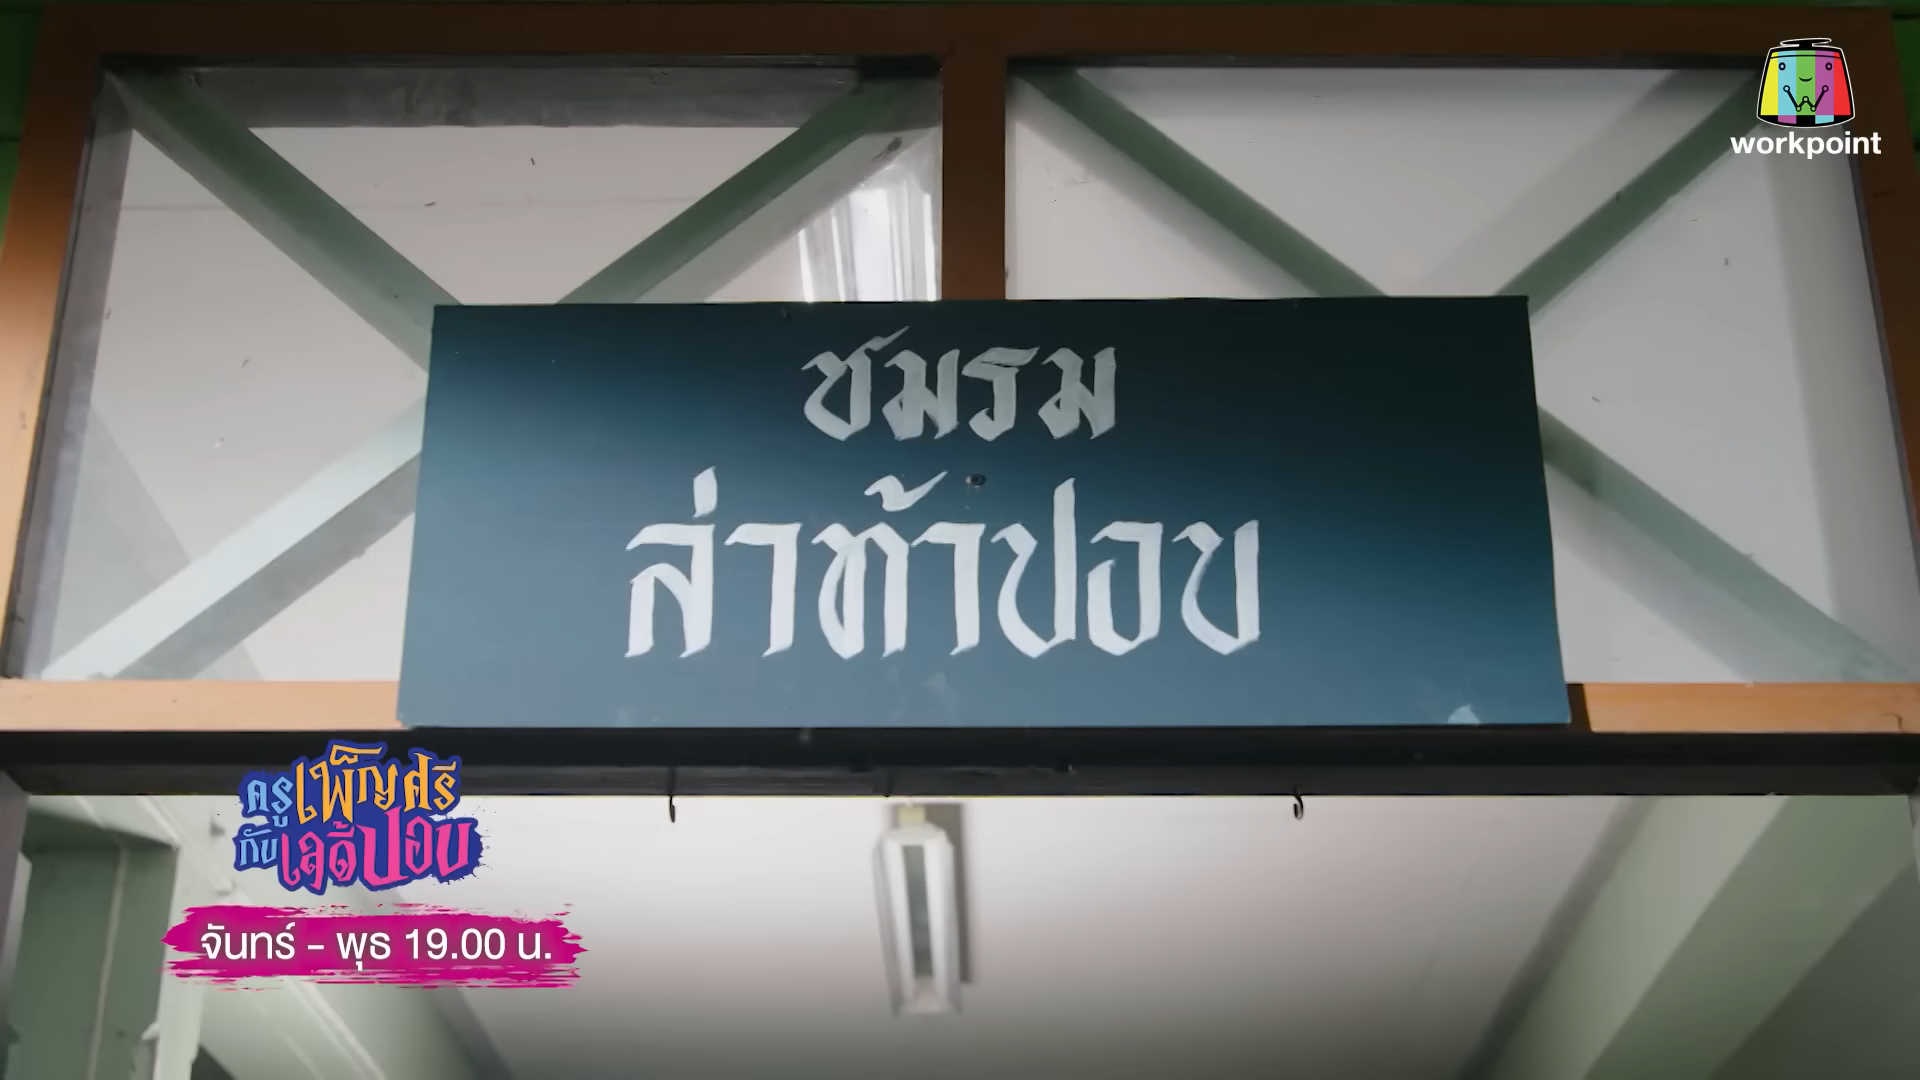 workpoint
ชมรม
ล่าท้าปอบ
ครูเพ็ญศรี
กับเลดี้ปอบ
จันทร์ - พุธ 19.00 น.